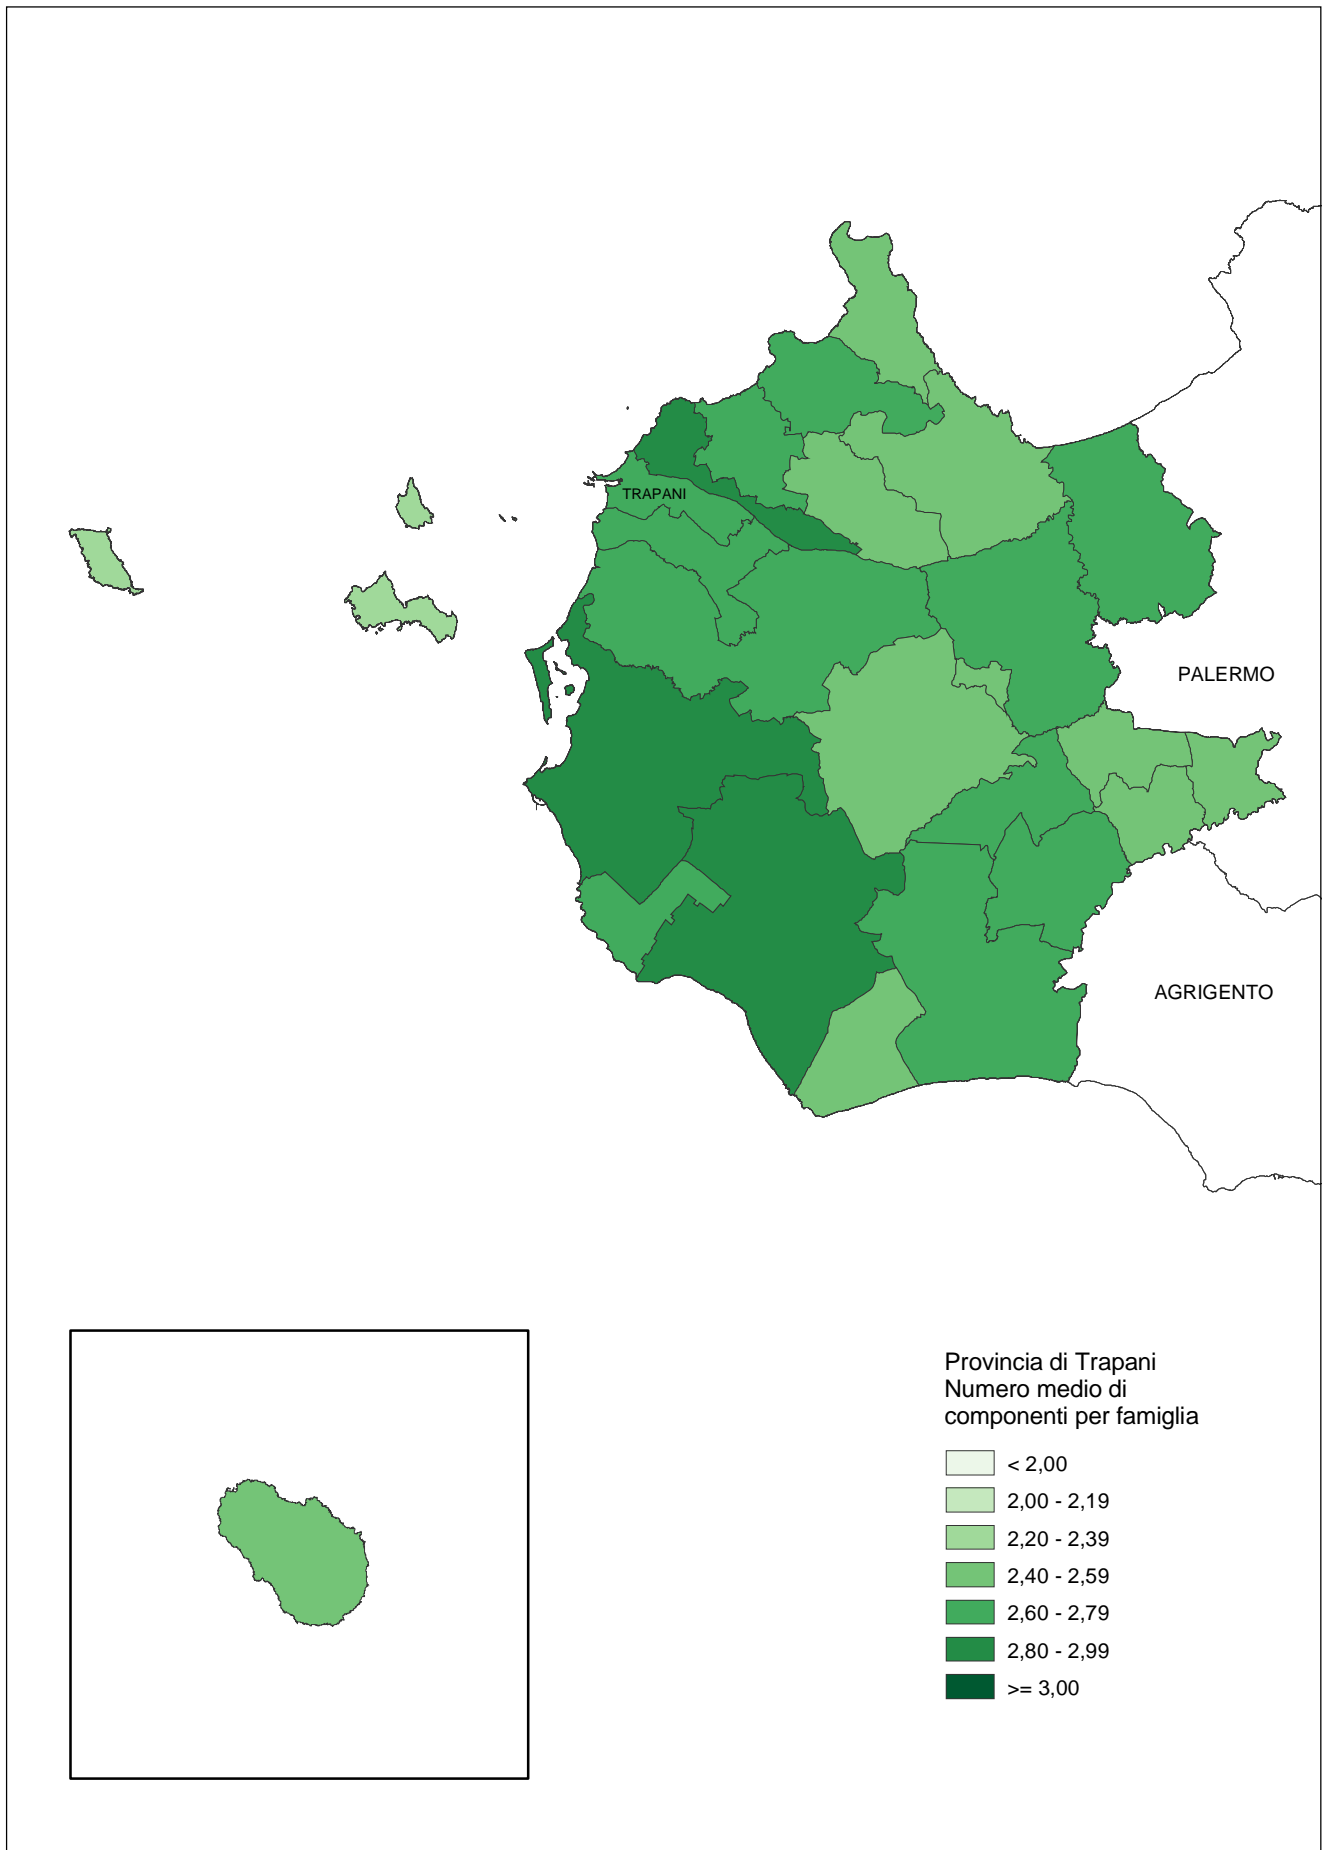 TRAPANI
PALERMO
AGRIGENTO
Provincia di Trapani
Numero medio di
componenti per famiglia
< 2,00
2,00 - 2,19
2,20 - 2,39
2,40 - 2,59
2,60 - 2,79
2,80 - 2,99
>= 3,00